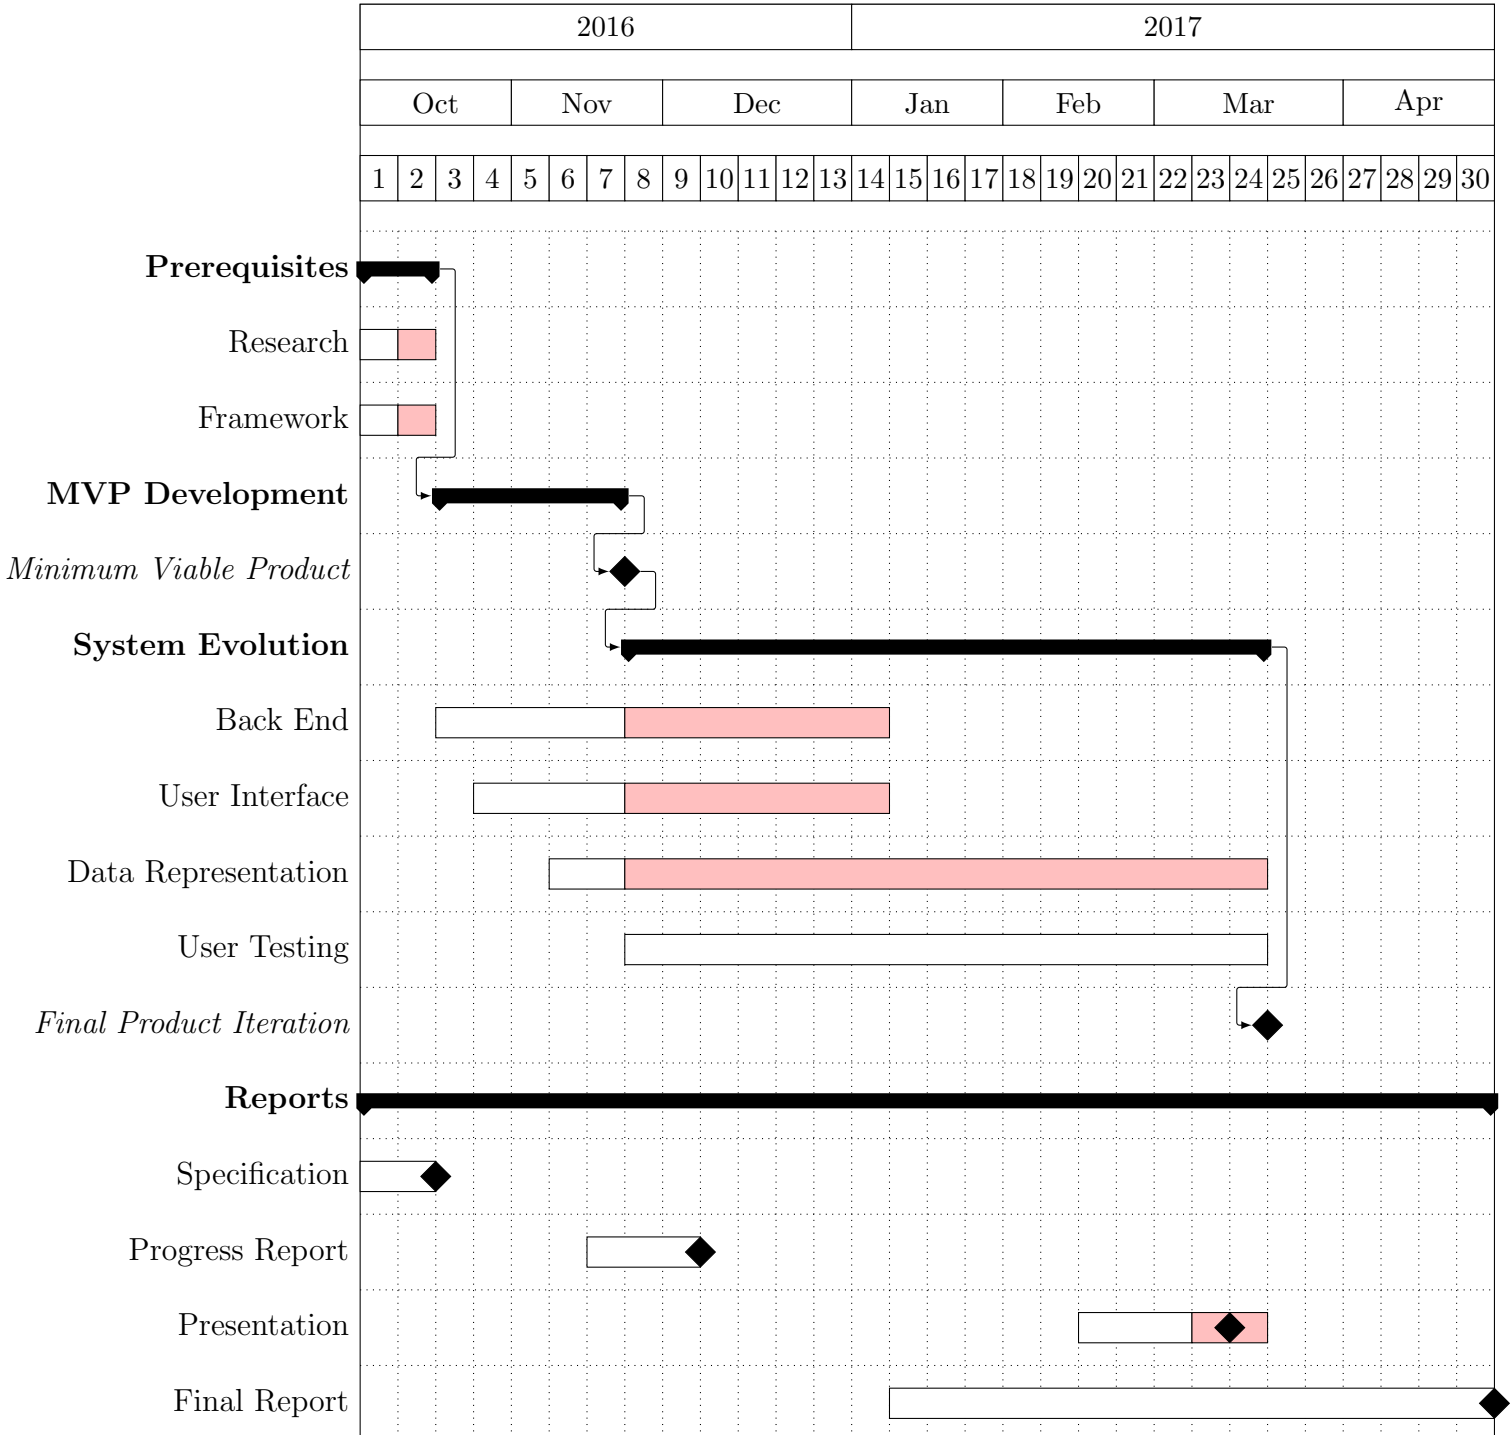 2016 2017
Oct Nov Dec Jan Feb Mar Apr
1 2 3 4 5 6 7 8 9 10 11 12 13 14 15 16 17 18 19 20 21 22 23 24 25 26 27 28 29 30
Prerequisites
Research
Framework
MVP Development
Minimum Viable Product
System Evolution
Back End
User Interface
Data Representation
User Testing
Final Product Iteration
Reports
Specification
Progress Report
Presentation
Final Report